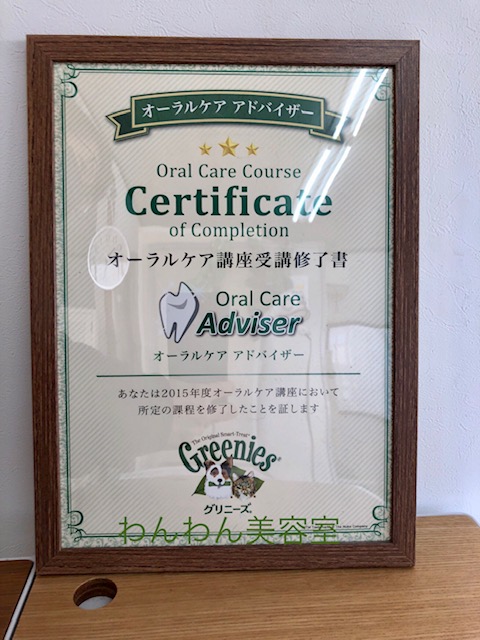 オーラルケア アドバイザー
Oral Care Course
Certificate
of Completion
オーラルケア講座受講修了書
Oral Care
Adviser
オーラルケア アドバイザー
あなたは2015年度オーラルケア講座において
所定の課程を修了したことを証します
The Original Smart-Treat™
Greenies®
グリニーズ®
わんわん美容室